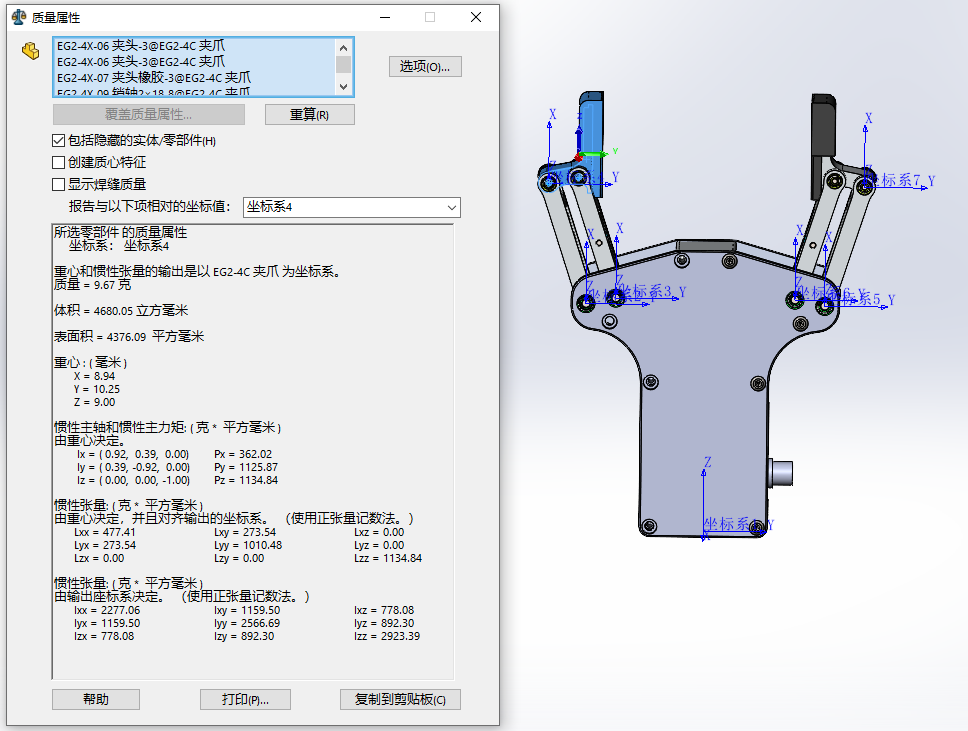 质量属性
EG2-4X-06 夹头-3@EG2-4C 夹爪
EG2-4X-06 夹头-3@EG2-4C 夹爪
EG2-4X-07 夹头橡胶-3@EG2-4C 夹爪
EG2-4X-09 销轴2×18.8@EG2-4C 夹爪
选项(O)...
覆盖质量属性...
重算(R)
包括隐藏的实体/零部件(H)
创建质心特征
显示焊缝质量
报告与以下项相对的坐标值:
坐标系4
所选零部件 的质量属性
坐标系: 坐标系4
重心和惯性张量的输出是以 EG2-4C 夹爪 为坐标系。
质量 = 9.67 克
体积 = 4680.05 立方毫米
表面积 = 4376.09 平方毫米
重心 : ( 毫米 )
X = 8.94
Y = 10.25
Z = 9.00
惯性主轴和惯性主力矩: ( 克 * 平方毫米 )
由重心决定。
Ix = ( 0.92, 0.39, 0.00) Px = 362.02
Iy = ( 0.39, -0.92, 0.00) Py = 1125.87
Iz = ( 0.00, 0.00, -1.00) Pz = 1134.84
惯性张量: ( 克 * 平方毫米 )
由重心决定，并且对齐输出的坐标系。 （使用正张量记数法。）
Lxx = 477.41 Lxy = 273.54 Lxz = 0.00
Lyx = 273.54 Lyy = 1010.48 Lyz = 0.00
Lzx = 0.00 Lzy = 0.00 Lzz = 1134.84
惯性张量: ( 克 * 平方毫米 )
由输出座标系决定。 （使用正张量记数法。）
Ixx = 2277.06 Ixy = 1159.50 Ixz = 778.08
Iyx = 1159.50 Iyy = 2566.69 Iyz = 892.30
Izx = 778.08 Izy = 892.30 Izz = 2923.39
帮助
打印(P)...
复制到剪贴板(C)
X
X
Z
Y
Z
Y
坐标系7
Y
X
X
X
X
Z
坐标系3
Y
Z
Y
坐标系5
Y
Z
坐标系1
Y
X